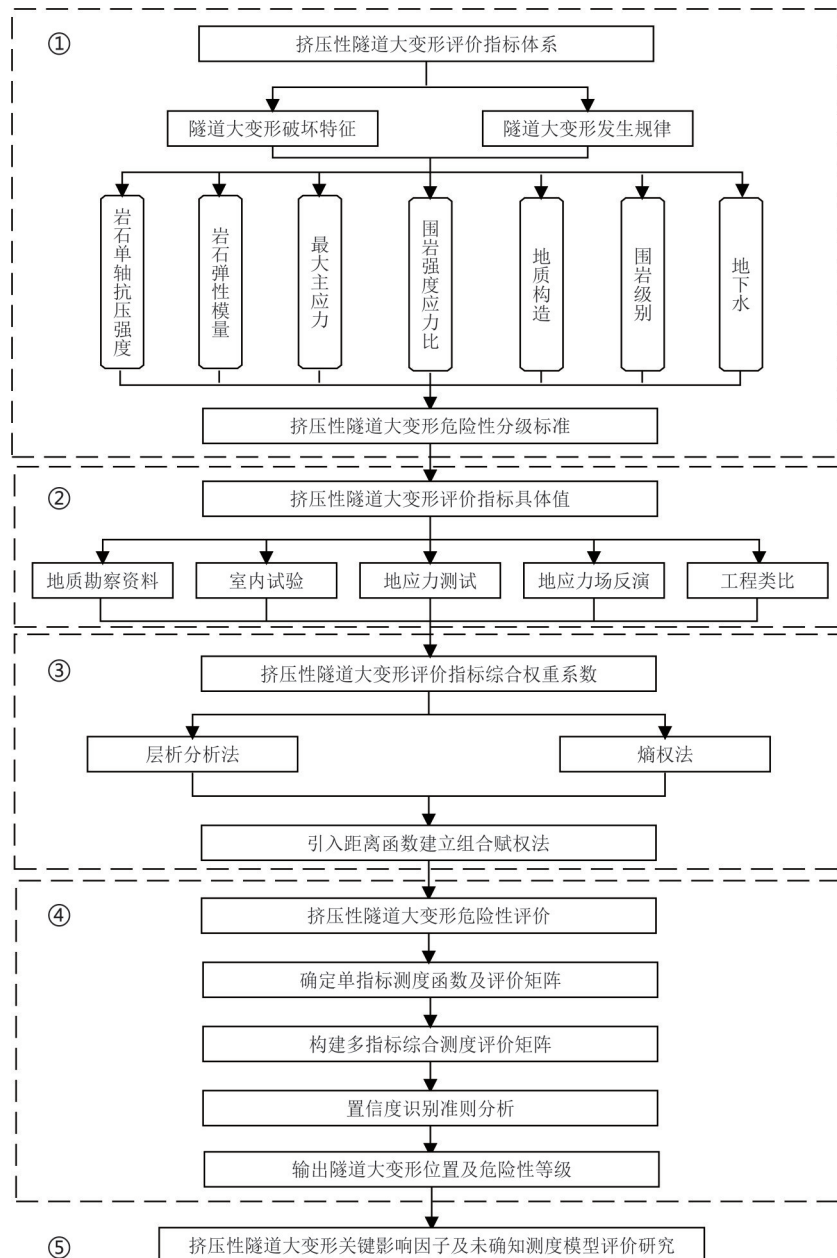 ①
挤压性隧道大变形评价指标体系
隧道大变形破坏特征
隧道大变形发生规律
岩石单轴抗压强度
岩石弹性模量
最大主应力
围岩强度应力比
地质构造
围岩级别
地下水
挤压性隧道大变形危险性分级标准
②
挤压性隧道大变形评价指标具体值
地质勘察资料
室内试验
地应力测试
地应力场反演
工程类比
③
挤压性隧道大变形评价指标综合权重系数
层析分析法
熵权法
引入距离函数建立组合赋权法
④
挤压性隧道大变形危险性评价
确定单指标测度函数及评价矩阵
构建多指标综合测度评价矩阵
置信度识别准则分析
输出隧道大变形位置及危险性等级
⑤
挤压性隧道大变形关键影响因子及未确知测度模型评价研究